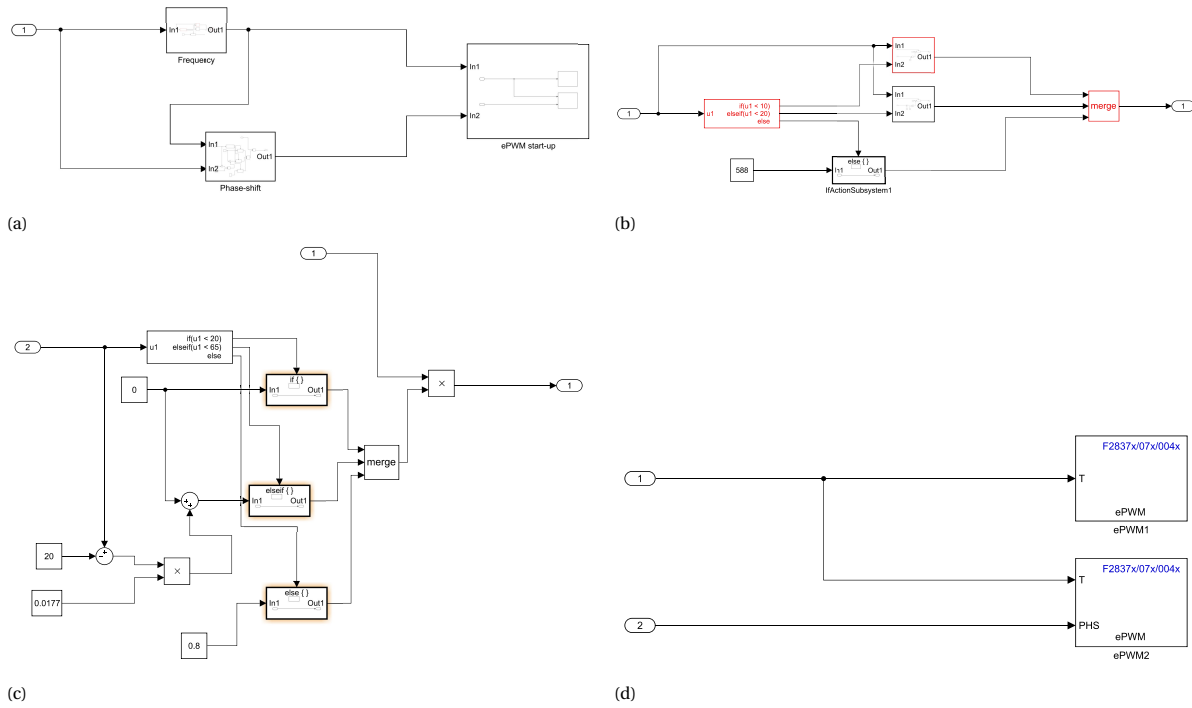 1
In1
Out1
Frequency
In1
In2
ePWM start-up
In1
In2
Out1
Phase-shift
(a)
1
u1
if(u1 < 10)
elseif(u1 < 20)
else
In1
In2
Out1
In1
In2
Out1
merge
1
588
else { }
In1
Out1
IfActionSubsystem1
(b)
1
2
u1
if(u1 < 20)
elseif(u1 < 65)
else
0
if { }
In1
Out1
×
1
merge
elseif { }
In1
Out1
20
×
0.0177
else { }
In1
Out1
0.8
(c)
1
F2837x/07x/004x
T
ePWM
ePWM1
F2837x/07x/004x
T
2
PHS
ePWM
ePWM2
(d)